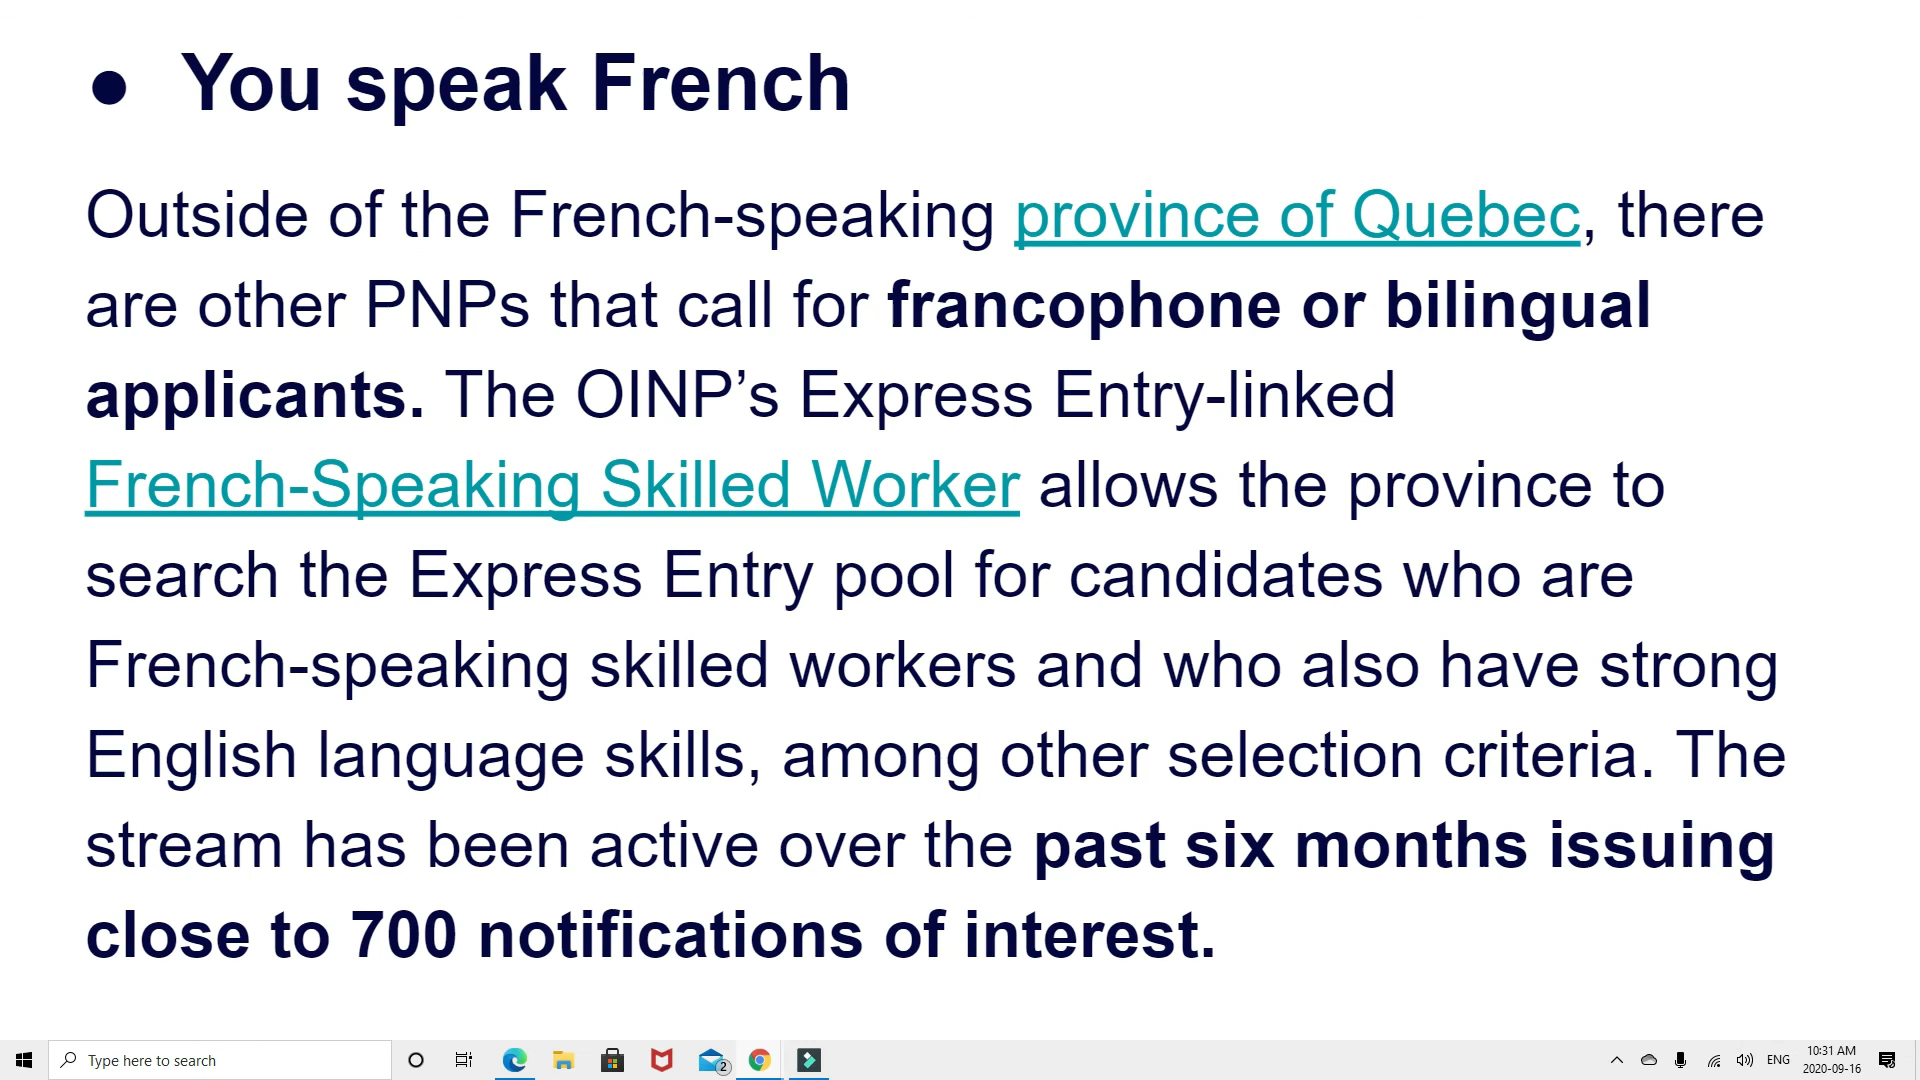 ● You speak French
Outside of the French-speaking province of Quebec, there
are other PNPs that call for francophone or bilingual
applicants. The OINP’s Express Entry-linked
French-Speaking Skilled Worker allows the province to
search the Express Entry pool for candidates who are
French-speaking skilled workers and who also have strong
English language skills, among other selection criteria. The
stream has been active over the past six months issuing
close to 700 notifications of interest.
Type here to search
2
ENG
10:31 AM
2020-09-16